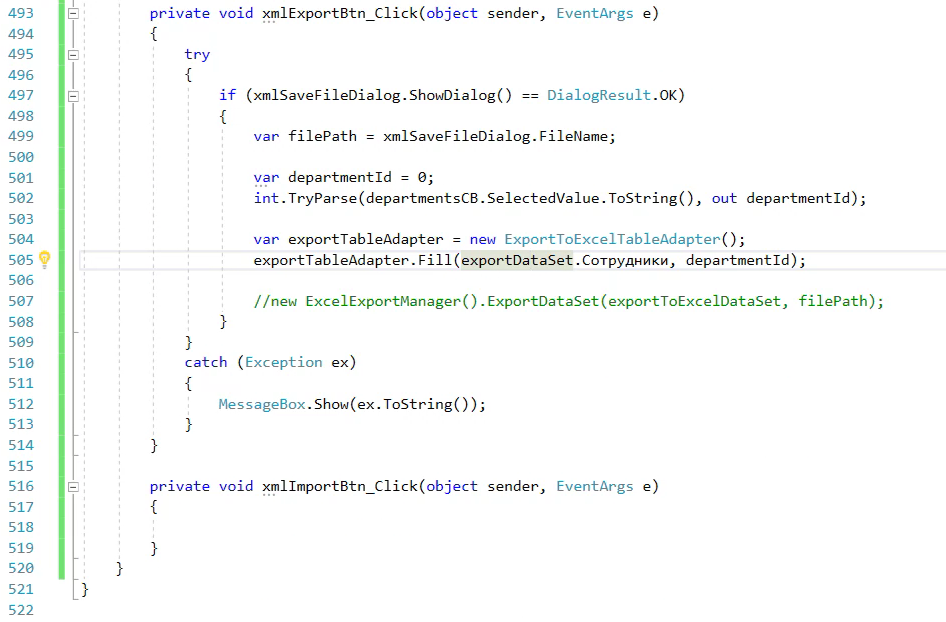 493 private void xmlExportBtn_Click(object sender, EventArgs e)
494 {
495 try
496 {
497 if (xmlSaveFileDialog.ShowDialog() == DialogResult.OK)
498 {
499 var filePath = xmlSaveFileDialog.FileName;
500
501 var departmentId = 0;
502 int.TryParse(departmentsCB.SelectedValue.ToString(), out departmentId);
503
504 var exportTableAdapter = new ExportToExcelTableAdapter();
505 exportTableAdapter.Fill(exportDataSet.Сотрудники, departmentId);
506
507 //new ExcelExportManager().ExportDataSet(exportToExcelDataSet, filePath);
508 }
509 }
510 catch (Exception ex)
511 {
512 MessageBox.Show(ex.ToString());
513 }
514 }
515
516 private void xmlImportBtn_Click(object sender, EventArgs e)
517 {
518
519 }
520 }
521 }
522